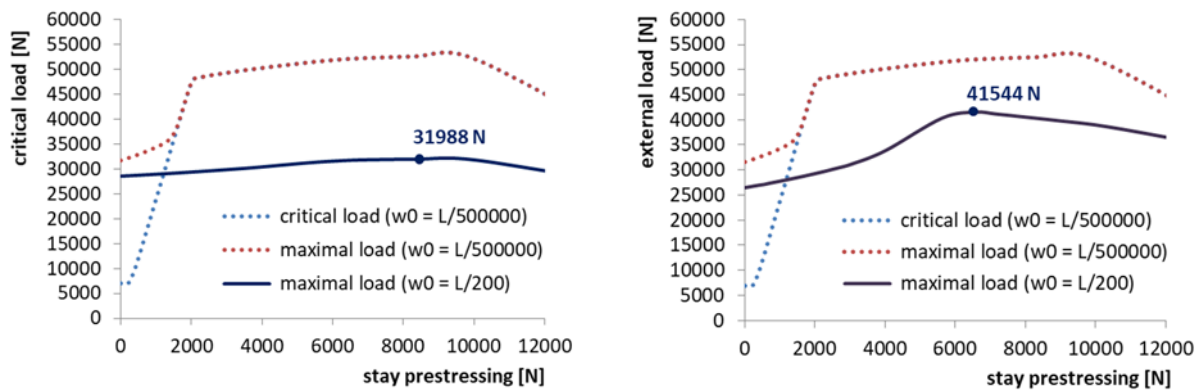 critical load [N]
60000
55000
50000
45000
40000
35000
30000
25000
20000
15000
10000
5000
0
31988 N
critical load (w0 = L/500000)
maximal load (w0 = L/500000)
maximal load (w0 = L/200)
0 2000 4000 6000 8000 10000 12000
stay prestressing [N]
external load [N]
60000
55000
50000
45000
40000
35000
30000
25000
20000
15000
10000
5000
0
41544 N
critical load (w0 = L/500000)
maximal load (w0 = L/500000)
maximal load (w0 = L/200)
0 2000 4000 6000 8000 10000 12000
stay prestressing [N]